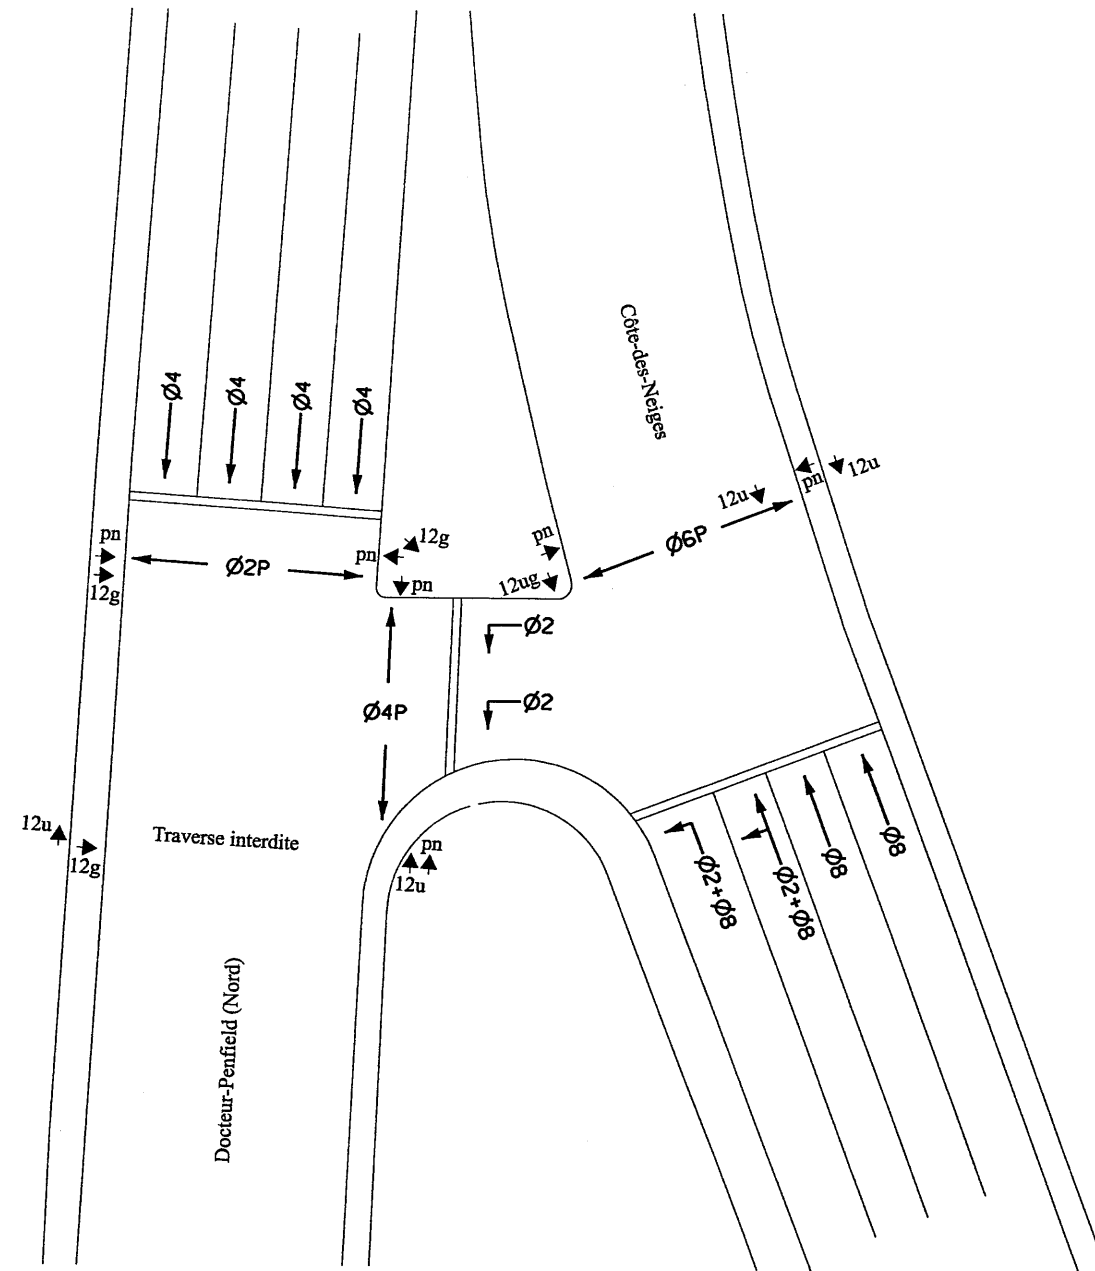 Côte-des-Neiges
Ø4
Ø4
Ø4
Ø4
12u
pn
12u
Ø6P
pn
12g
pn
pn
Ø2P
12g
pn
12ug
Ø2
Ø2
Ø4P
12u
12g
Traverse interdite
pn
12u
Ø2+Ø8
Ø2+Ø8
Ø8
Ø8
Docteur-Penfield (Nord)